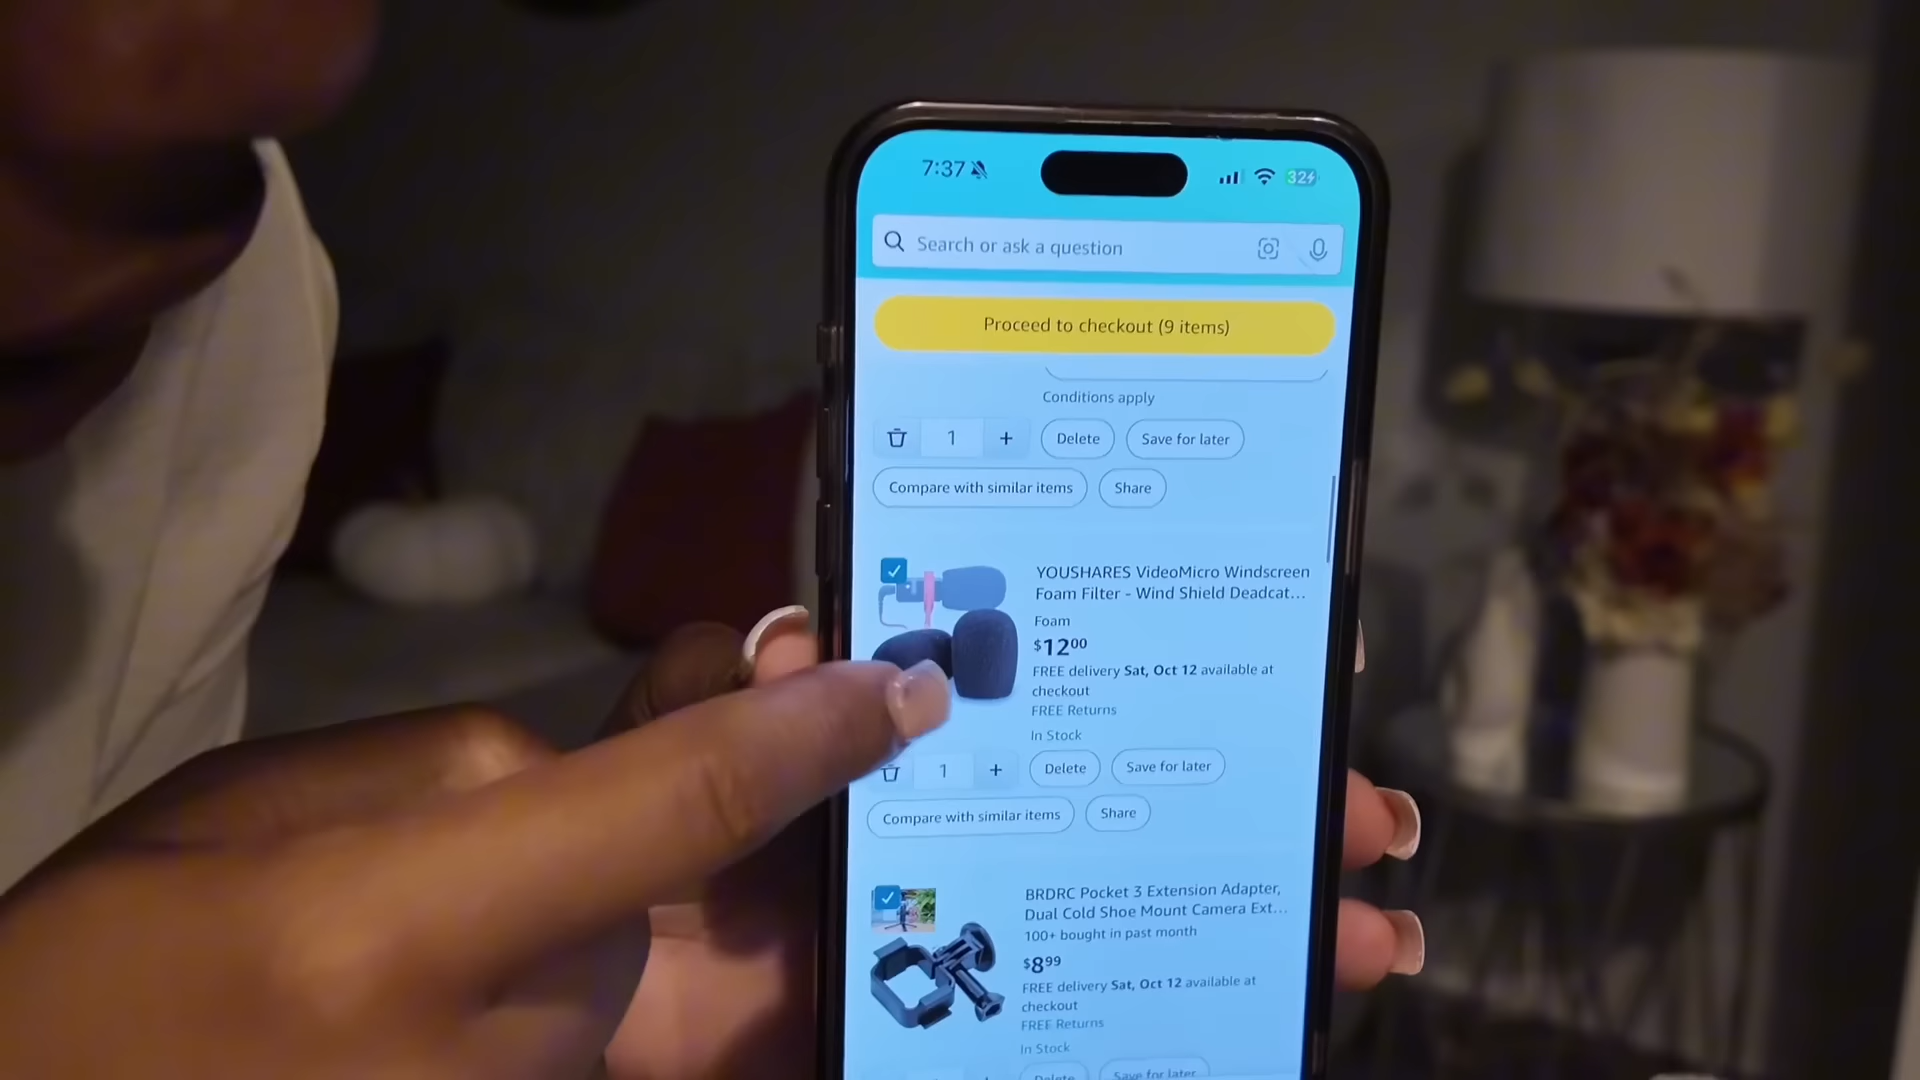 7:37
32
Search or ask a question
Proceed to checkout (9 items)
Conditions apply
1
+
Delete
Save for later
Compare with similar items
Share
YOUSHARES VideoMicro Windscreen
Foam Filter - Wind Shield Deadcat...
Foam
$1200
FREE delivery Sat, Oct 12 available at
checkout
FREE Returns
In Stock
1
+
Delete
Save for later
Compare with similar items
Share
BRDRC Pocket 3 Extension Adapter,
Dual Cold Shoe Mount Camera Ext...
100+ bought in past month
$899
FREE delivery Sat, Oct 12 available at
checkout
FREE Returns
In Stock
Delete
Save for later